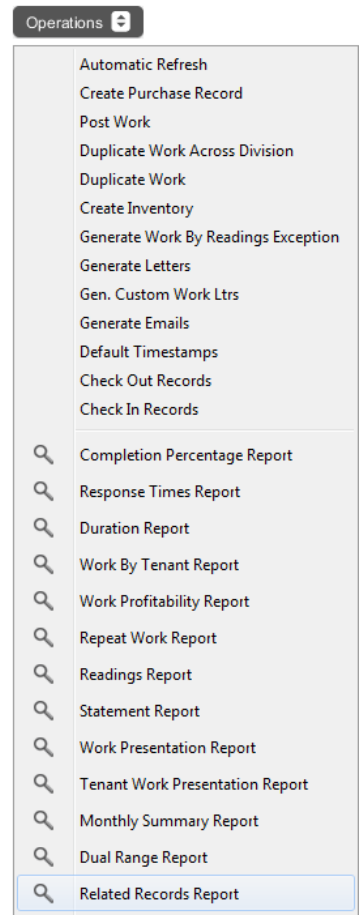 Operations
Automatic Refresh
Create Purchase Record
Post Work
Duplicate Work Across Division
Duplicate Work
Create Inventory
Generate Work By Readings Exception
Generate Letters
Gen. Custom Work Ltrs
Generate Emails
Default Timestamps
Check Out Records
Check In Records
Completion Percentage Report
Response Times Report
Duration Report
Work By Tenant Report
Work Profitability Report
Repeat Work Report
Readings Report
Statement Report
Work Presentation Report
Tenant Work Presentation Report
Monthly Summary Report
Dual Range Report
Related Records Report